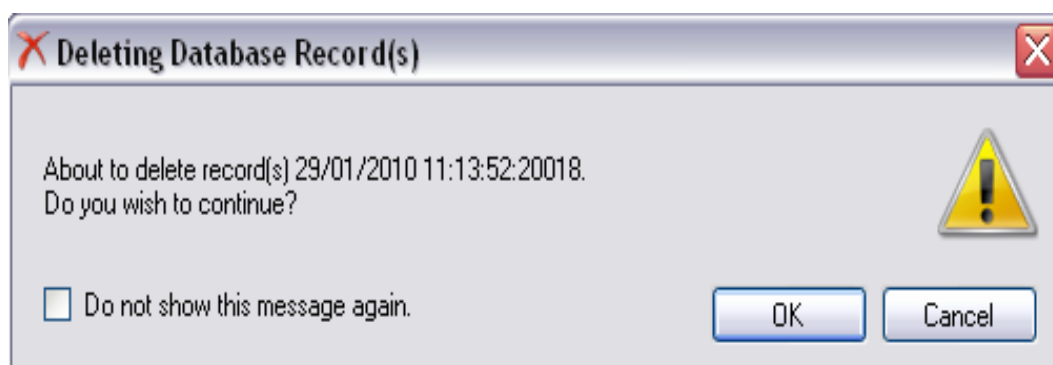 Deleting Database Record(s)
About to delete record(s) 29/01/2010 11:13:52:20018.
Do you wish to continue?
Do not show this message again.
OK
Cancel